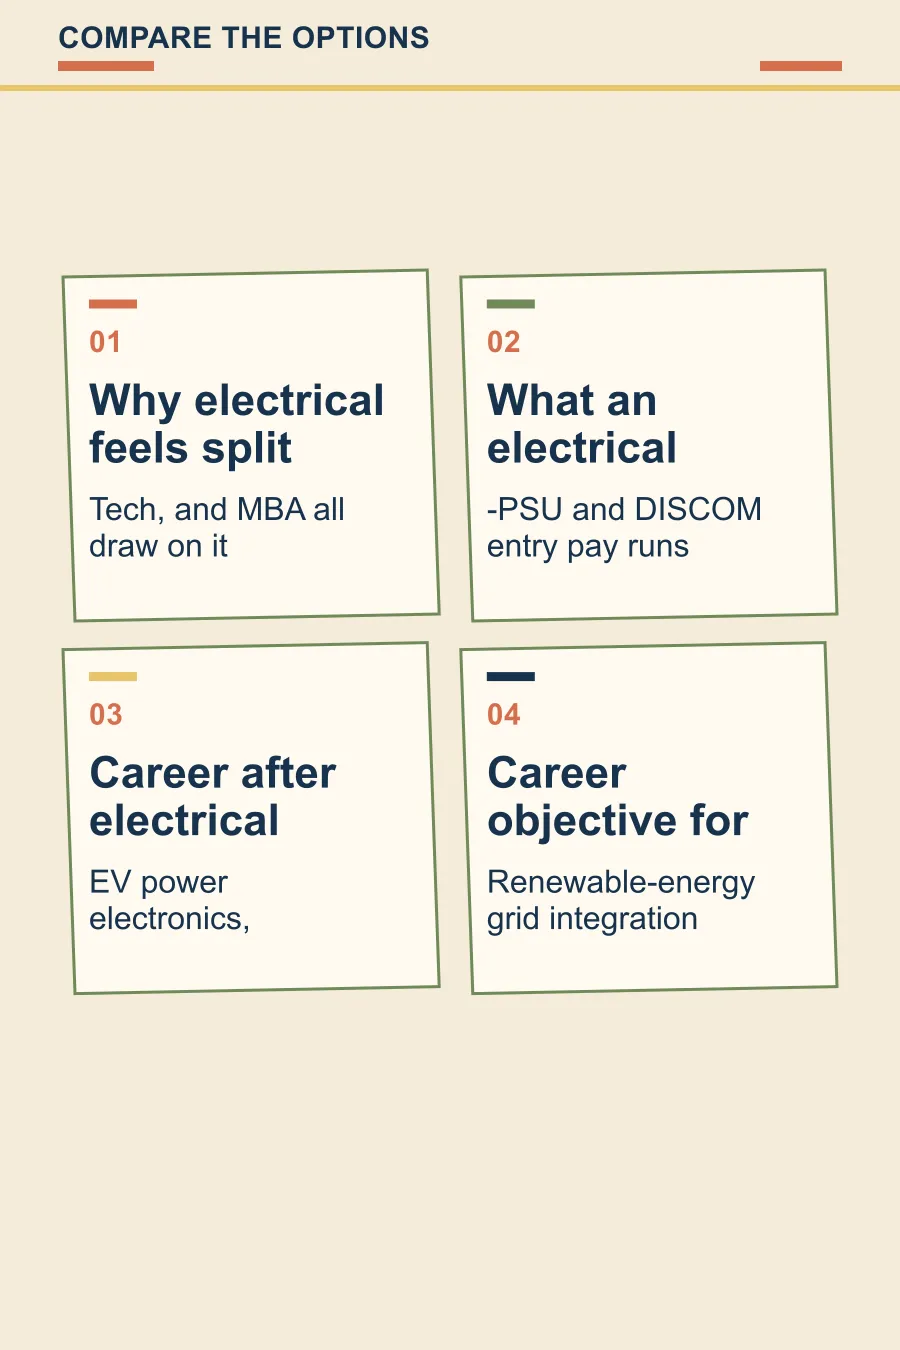 COMPARE THE OPTIONS
01
Why electrical
feels split
Tech, and MBA all
draw on it
02
What an
electrical
-PSU and DISCOM
entry pay runs
03
Career after
electrical
EV power
electronics,
04
Career
objective for
Renewable-energy
grid integration